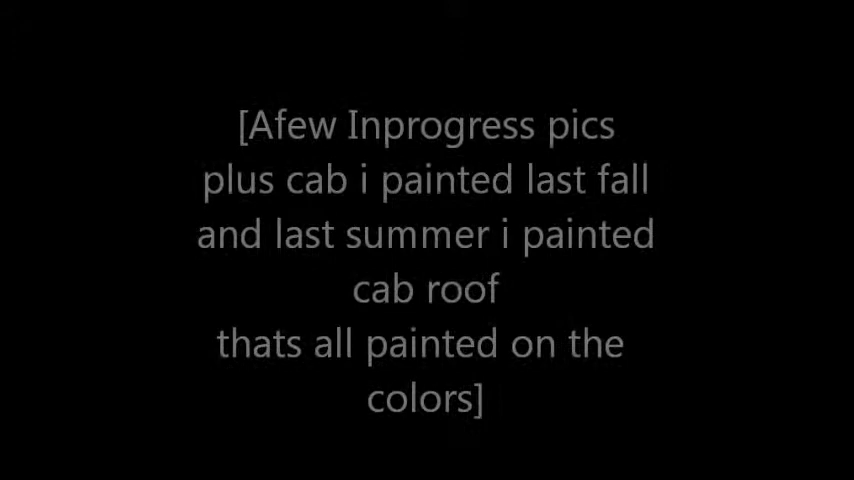 [Afew Inprogress pics
plus cab i painted last fall
and last summer i painted
cab roof
thats all painted on the
colors]